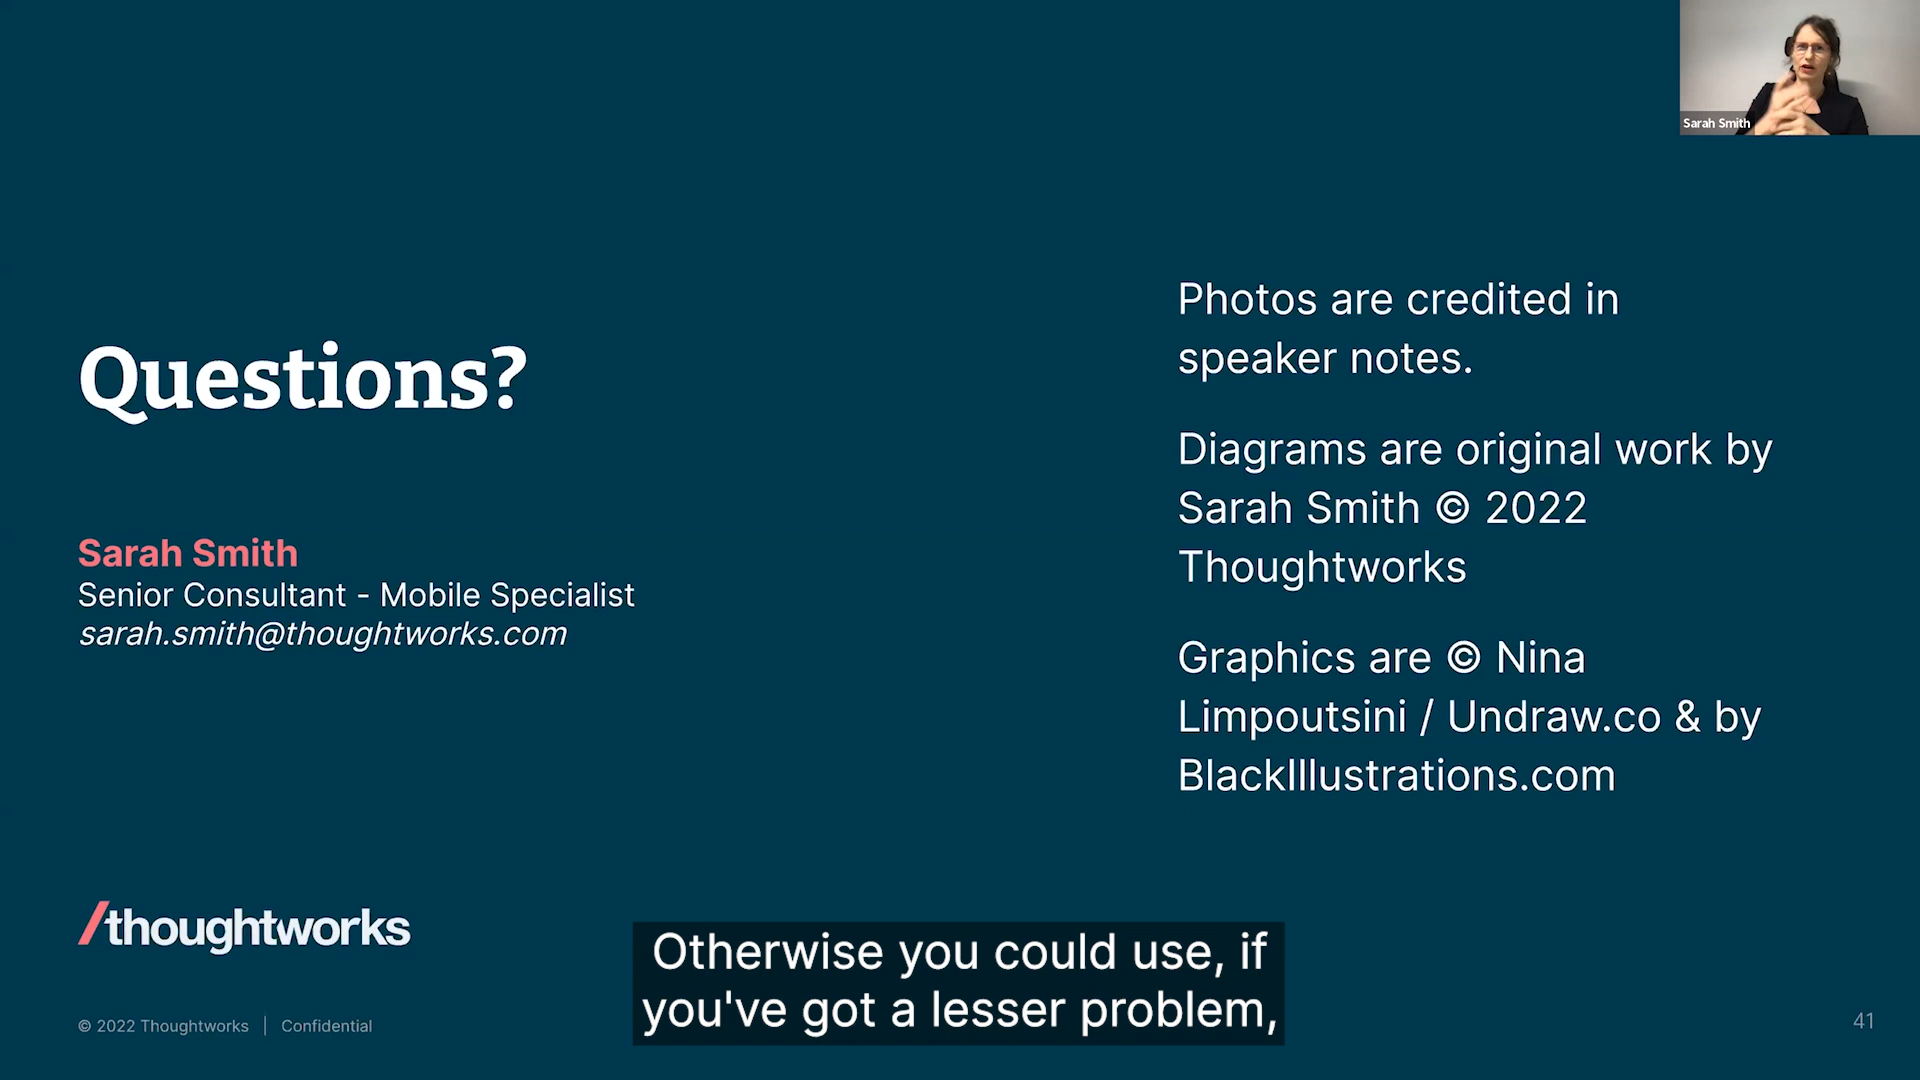 Sarah Smith
Questions?
Sarah Smith
Senior Consultant - Mobile Specialist
sarah.smith@thoughtworks.com
Photos are credited in
speaker notes.
Diagrams are original work by
Sarah Smith © 2022
Thoughtworks
Graphics are © Nina
Limpoutsini / Undraw.co & by
BlackIllustrations.com
/thoughtworks
Otherwise you could use, if
you've got a lesser problem,
© 2022 Thoughtworks | Confidential
41